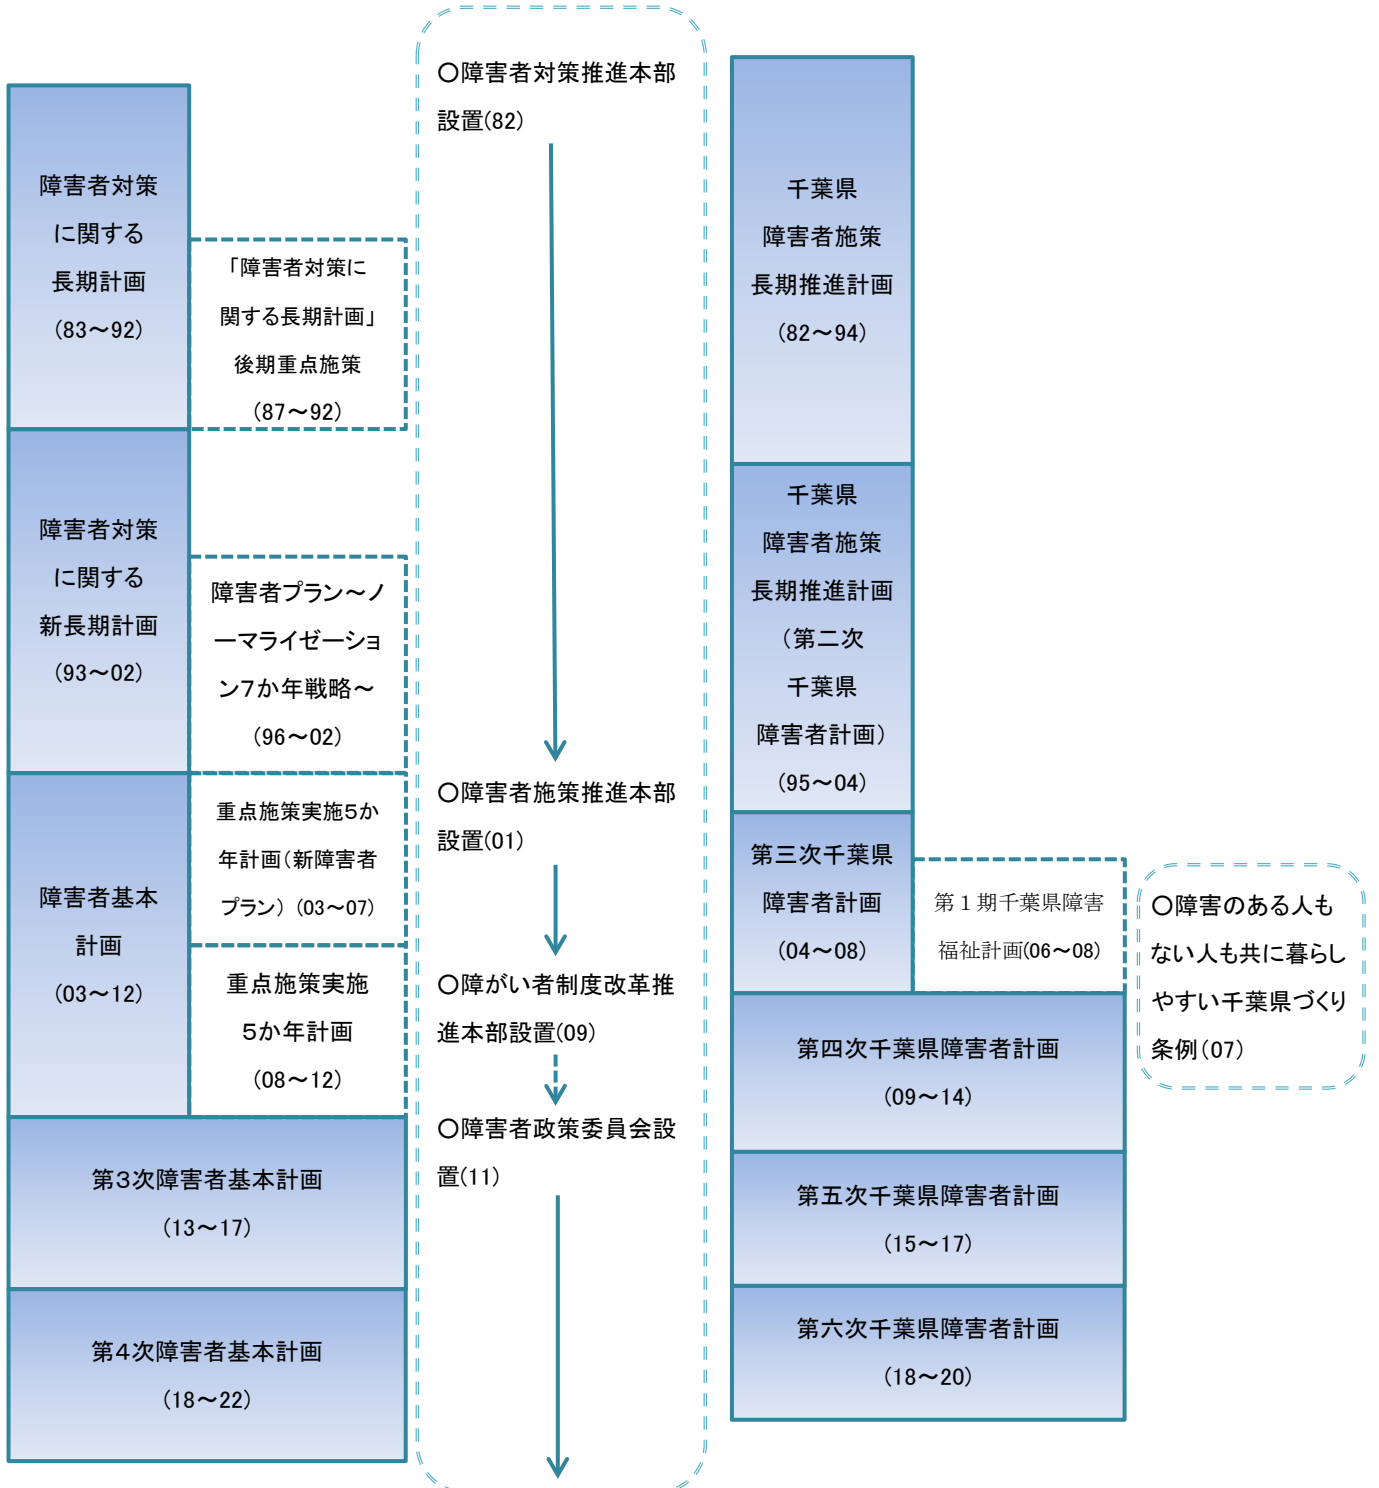 障害者対策
に関する
長期計画
(83～92)
「障害者対策に
関する長期計画」
後期重点施策
(87～92)
障害者対策
に関する
新長期計画
(93～02)
障害者プラン～ノ
ーマライゼーショ
ン7か年戦略～
(96～02)
障害者基本
計画
(03～12)
重点施策実施5か
年計画(新障害者
プラン) (03～07)
重点施策実施
5か年計画
(08～12)
第3次障害者基本計画
(13～17)
第4次障害者基本計画
(18～22)
○障害者対策推進本部
設置(82)
○障害者施策推進本部
設置(01)
○障がい者制度改革推
進本部設置(09)
○障害者政策委員会設
置(11)
千葉県
障害者施策
長期推進計画
(82～94)
千葉県
障害者施策
長期推進計画
(第二次
千葉県
障害者計画)
(95～04)
第三次千葉県
障害者計画
(04～08)
第１期千葉県障害
福祉計画(06～08)
第四次千葉県障害者計画
(09～14)
第五次千葉県障害者計画
(15～17)
第六次千葉県障害者計画
(18～20)
○障害のある人も
ない人も共に暮らし
やすい千葉県づくり
条例(07)